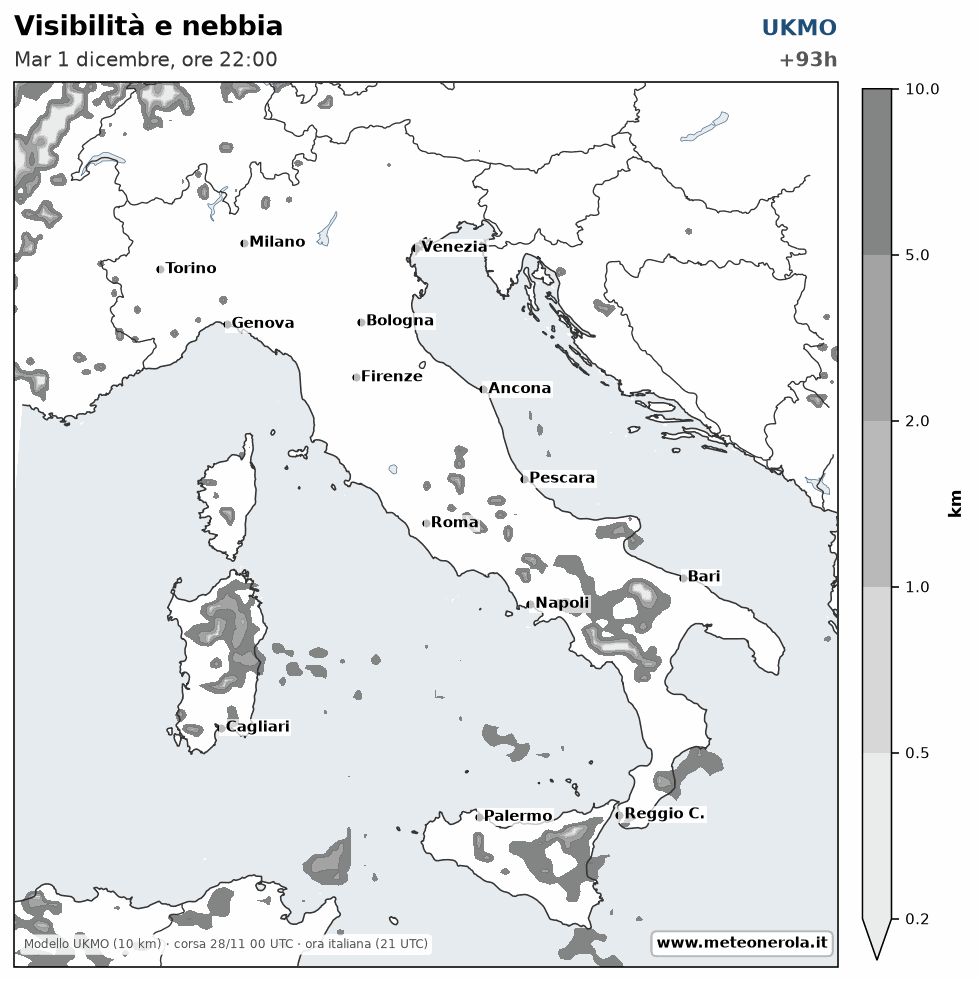 Visibilità e nebbia
UKMO
Mar 1 dicembre, ore 22:00
+93h
10.0
5.0
2.0
1.0
0.5
0.2
km
Milano
Venezia
Torino
Genova
Bologna
Firenze
Ancona
Pescara
Roma
Bari
Napoli
Cagliari
Palermo
Reggio C.
Modello UKMO (10 km) · corsa 28/11 00 UTC · ora italiana (21 UTC)
www.meteonerola.it